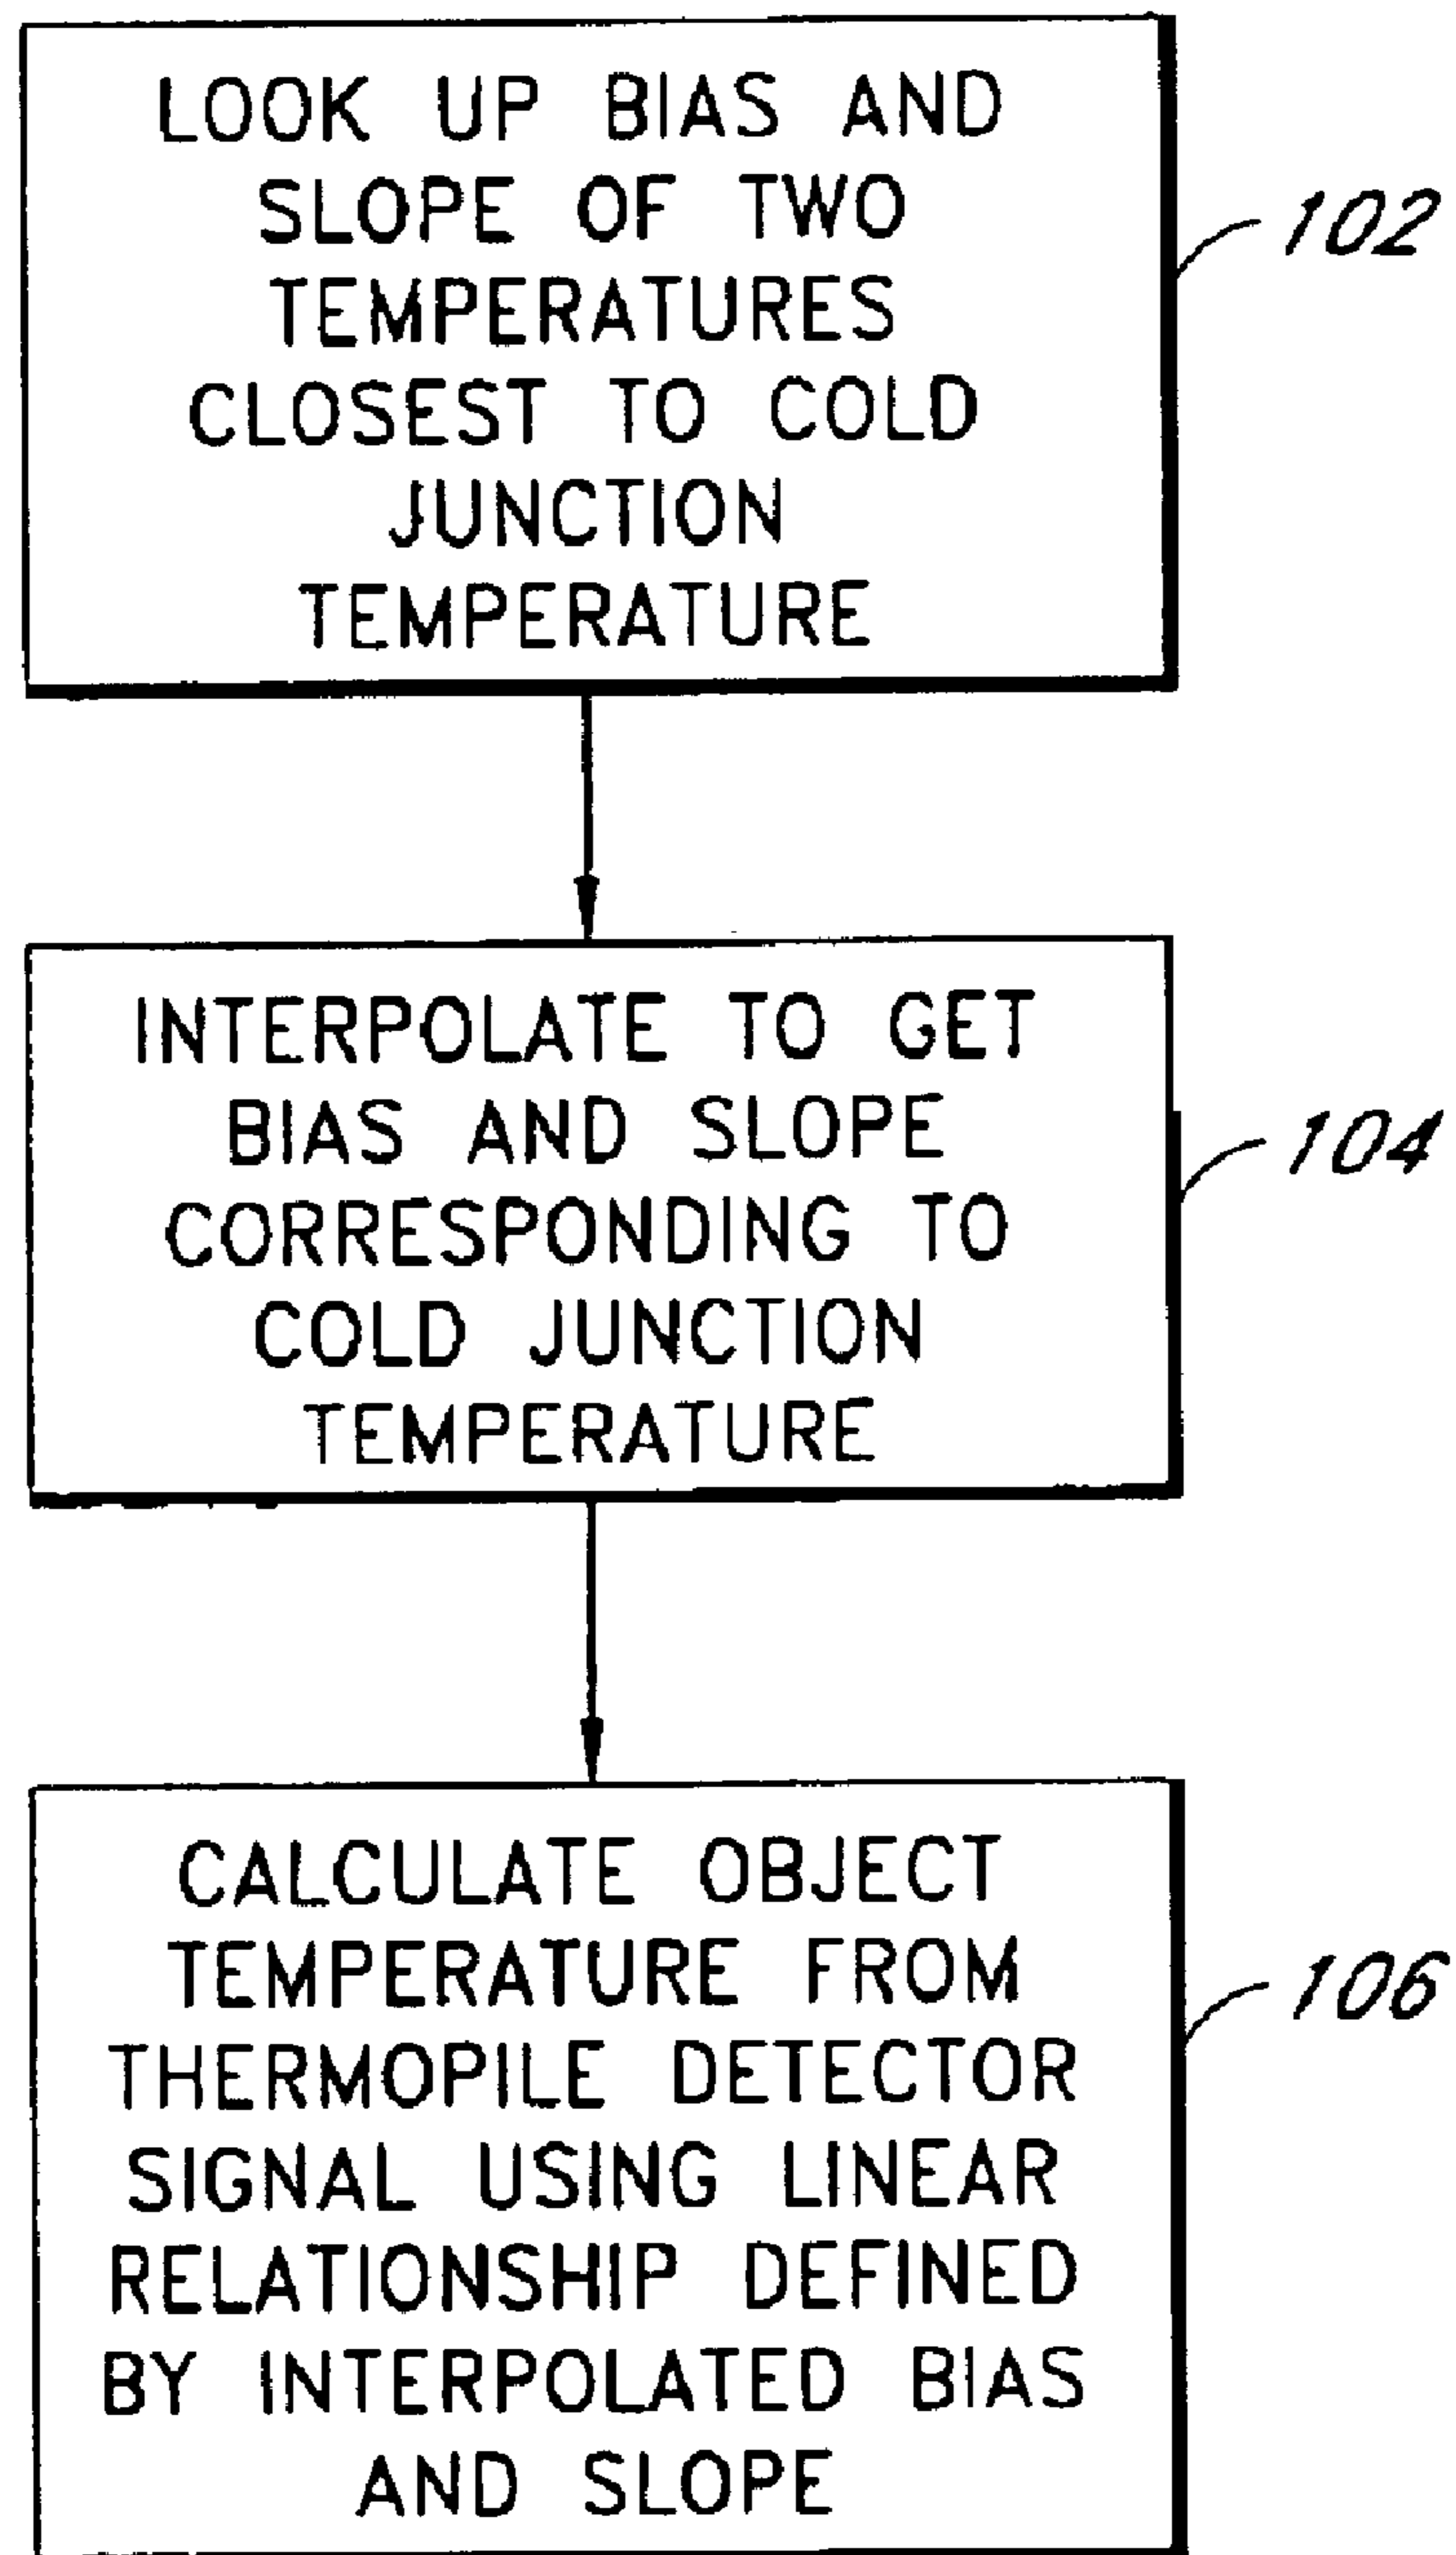 LOOK UP BIAS AND
SLOPE OF TWO
TEMPERATURES
CLOSEST TO COLD
JUNCTION
TEMPERATURE
102
INTERPOLATE TO GET
BIAS AND SLOPE
CORRESPONDING TO
COLD JUNCTION
TEMPERATURE
104
CALCULATE OBJECT
TEMPERATURE FROM
THERMOPILE DETECTOR
SIGNAL USING LINEAR
RELATIONSHIP DEFINED
BY INTERPOLATED BIAS
AND SLOPE
106